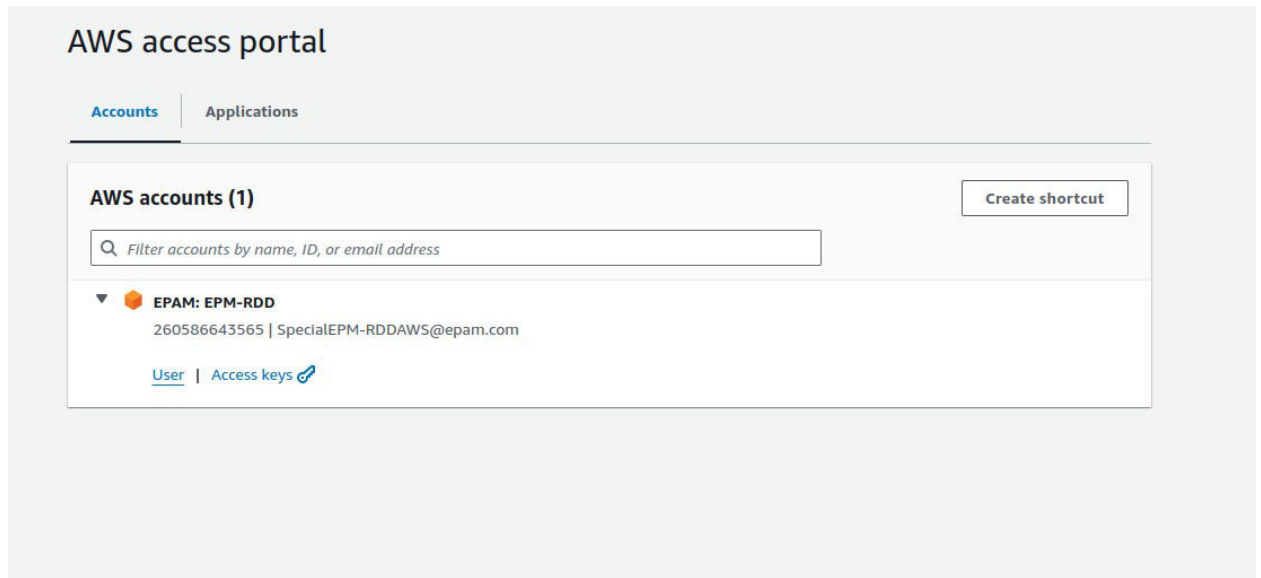 AWS access portal
Accounts
Applications
AWS accounts (1)
Create shortcut
Filter accounts by name, ID, or email address
EPAM: EPM-RDD
260586643565 | SpecialEPM-RDDAWS@epam.com
User | Access keys